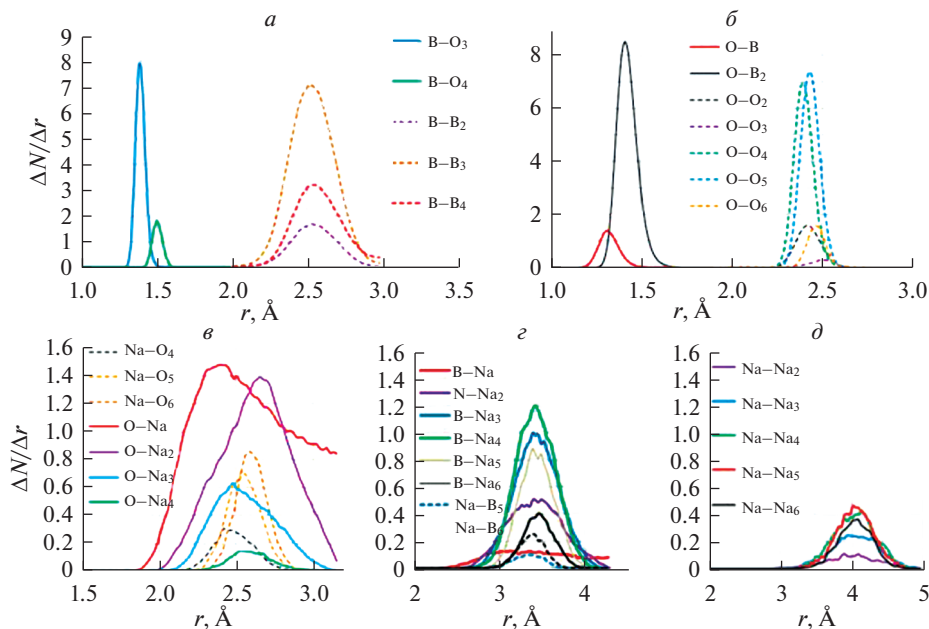 а
ΔN/Δr
9
8
7
6
5
4
3
2
1
0
1.0 1.5 2.0 2.5 3.0 3.5
r, Å
B–O3
B–O4
B–B2
B–B3
B–B4
б
8
6
4
2
0
1.0 1.5 2.0 2.5 3.0
r, Å
O–B
O–B2
O–O2
O–O3
O–O4
O–O5
O–O6
в
ΔN/Δr
1.6
1.4
1.2
1.0
0.8
0.6
0.4
0.2
0
1.5 2.0 2.5 3.0
r, Å
Na–O4
Na–O5
Na–O6
O–Na
O–Na2
O–Na3
O–Na4
г
1.6
1.4
1.2
1.0
0.8
0.6
0.4
0.2
0
2 3 4
r, Å
B–Na
N–Na2
B–Na3
B–Na4
B–Na5
B–Na6
Na–B5
Na–B6
д
1.6
1.4
1.2
1.0
0.8
0.6
0.4
0.2
0
2 3 4 5
r, Å
Na–Na2
Na–Na3
Na–Na4
Na–Na5
Na–Na6